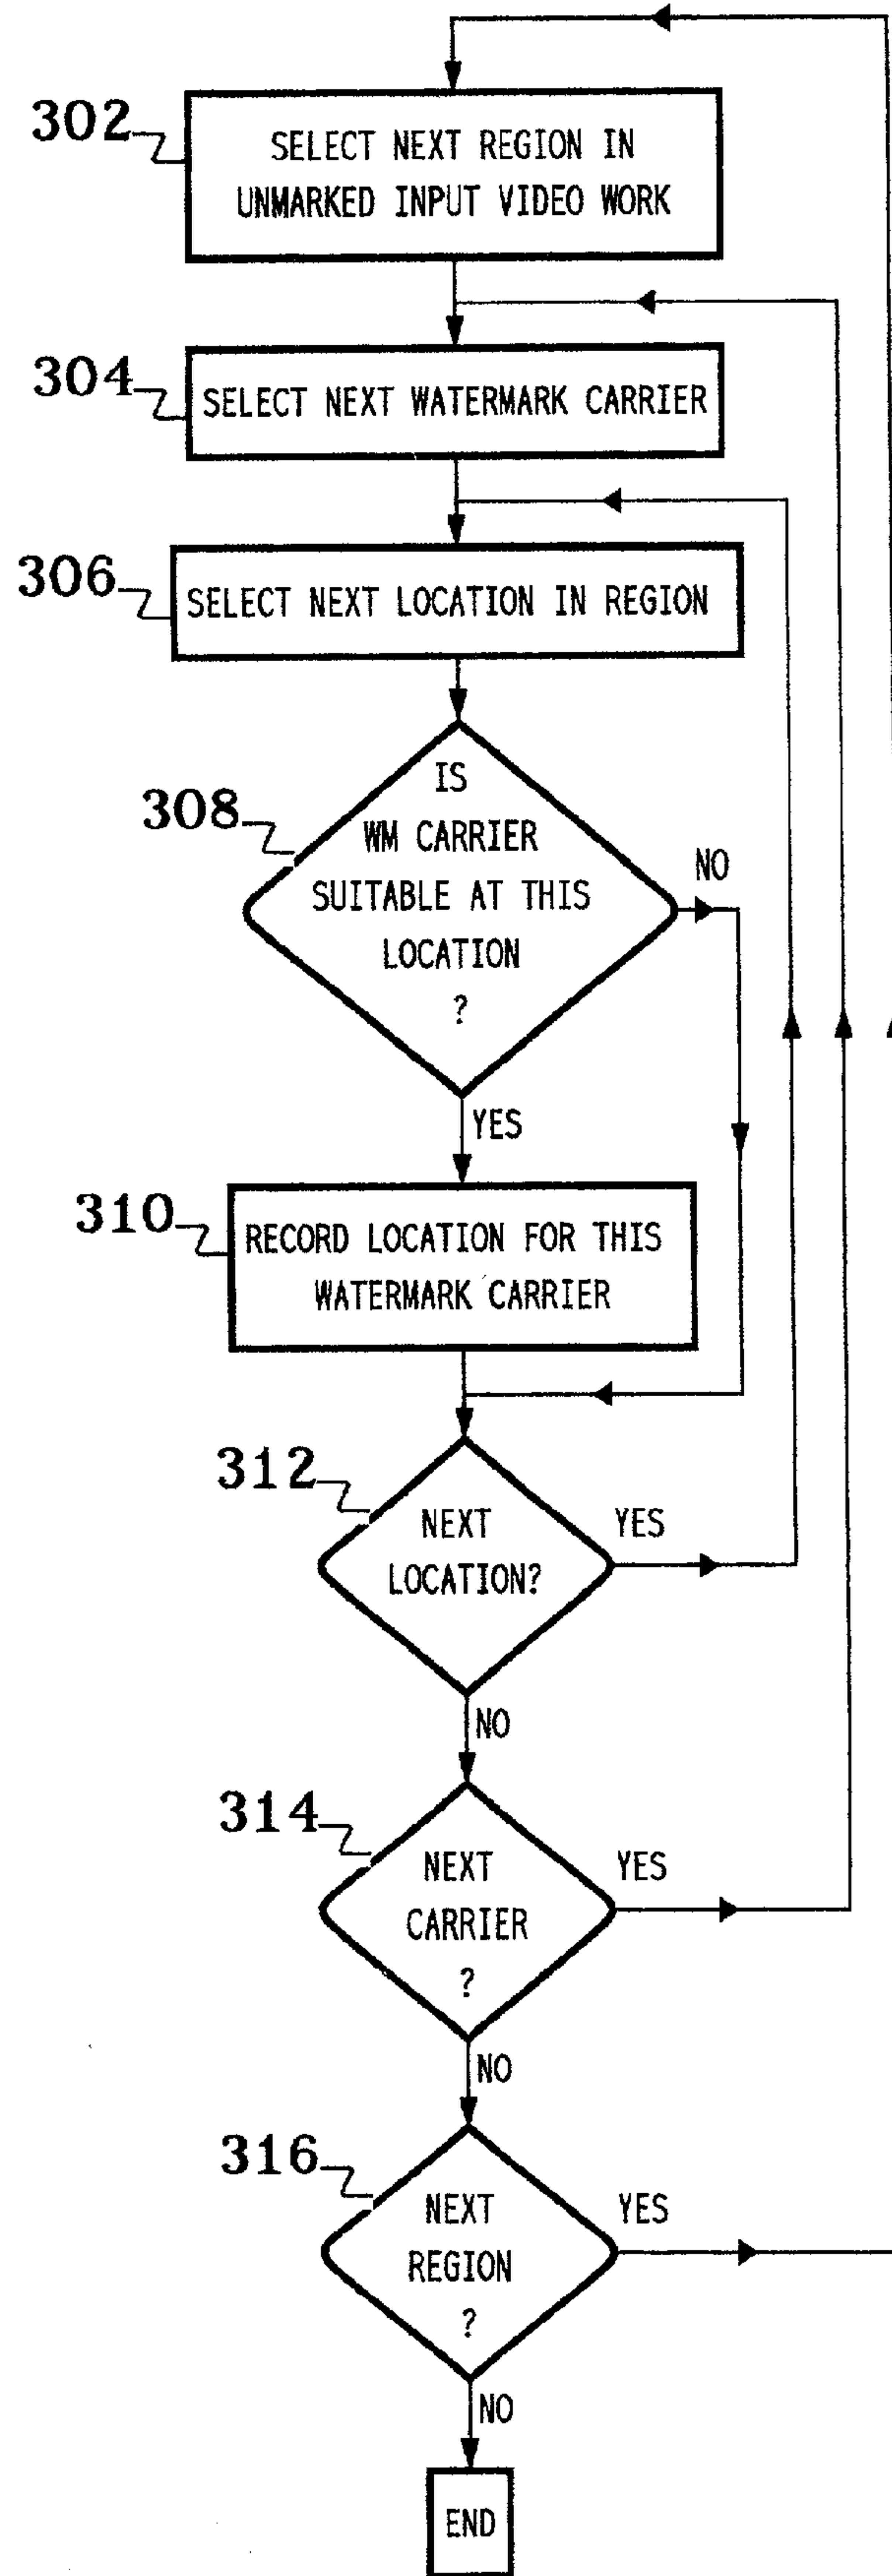 302
SELECT NEXT REGION IN
UNMARKED INPUT VIDEO WORK
304
SELECT NEXT WATERMARK CARRIER
306
SELECT NEXT LOCATION IN REGION
308
IS
WM CARRIER
SUITABLE AT THIS
LOCATION
?
NO
YES
310
RECORD LOCATION FOR THIS
WATERMARK CARRIER
312
NEXT
LOCATION?
YES
NO
314
NEXT
CARRIER
?
YES
NO
316
NEXT
REGION
?
YES
NO
END